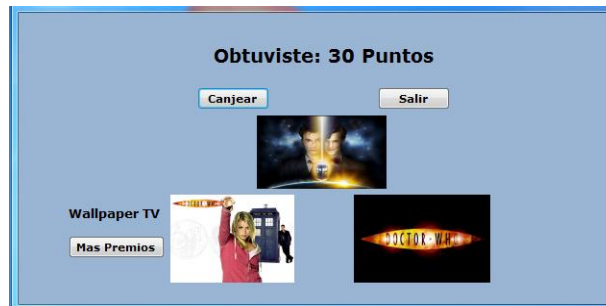 Obtuviste: 30 Puntos
Canjear
Salir
Wallpaper TV
Mas Premios
DOCTOR WHO